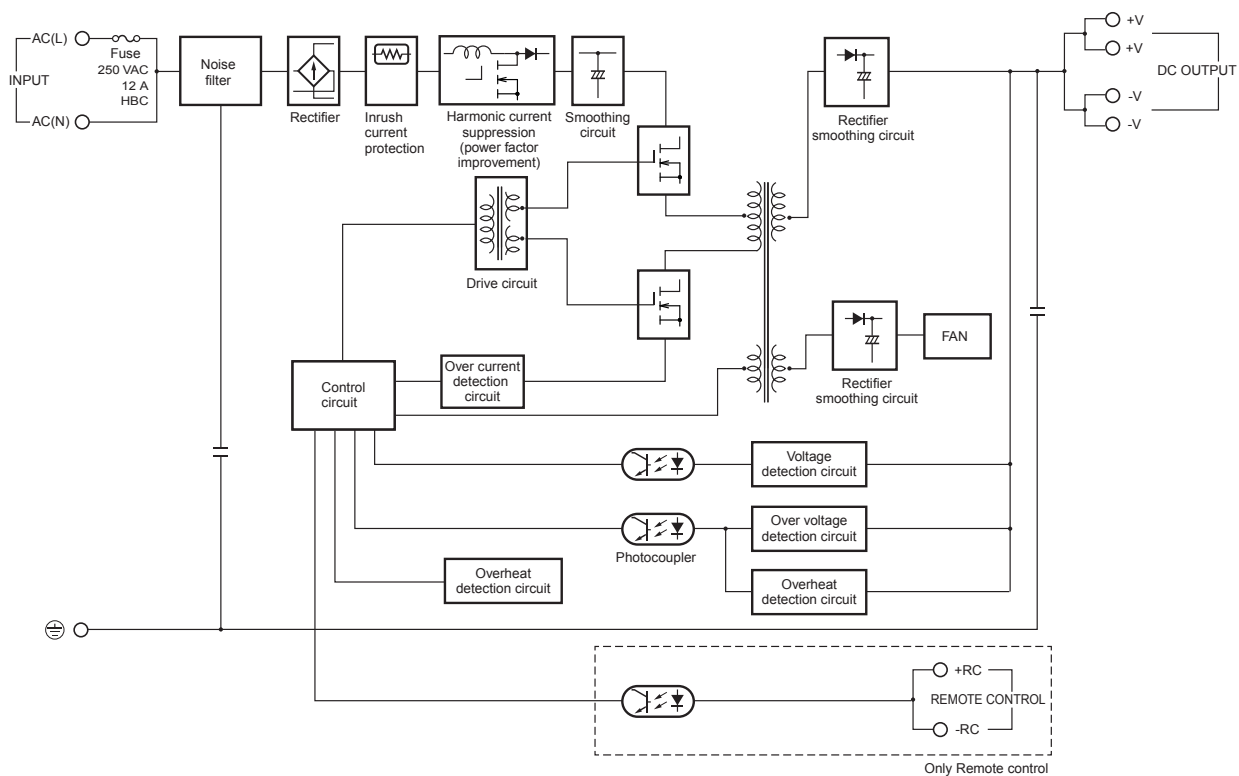 AC(L)
Fuse
250 VAC
12 A
HBC
INPUT
AC(N)
Noise
filter
Rectifier
Inrush
current
protection
Harmonic current
suppression
(power factor
improvement)
Smoothing
circuit
Rectifier
smoothing circuit
+V
+V
DC OUTPUT
-V
-V
Drive circuit
Control
circuit
Over current
detection
circuit
Rectifier
smoothing circuit
FAN
Voltage
detection circuit
Over voltage
detection circuit
Photocoupler
Overheat
detection circuit
Overheat
detection circuit
+RC
REMOTE CONTROL
-RC
Only Remote control